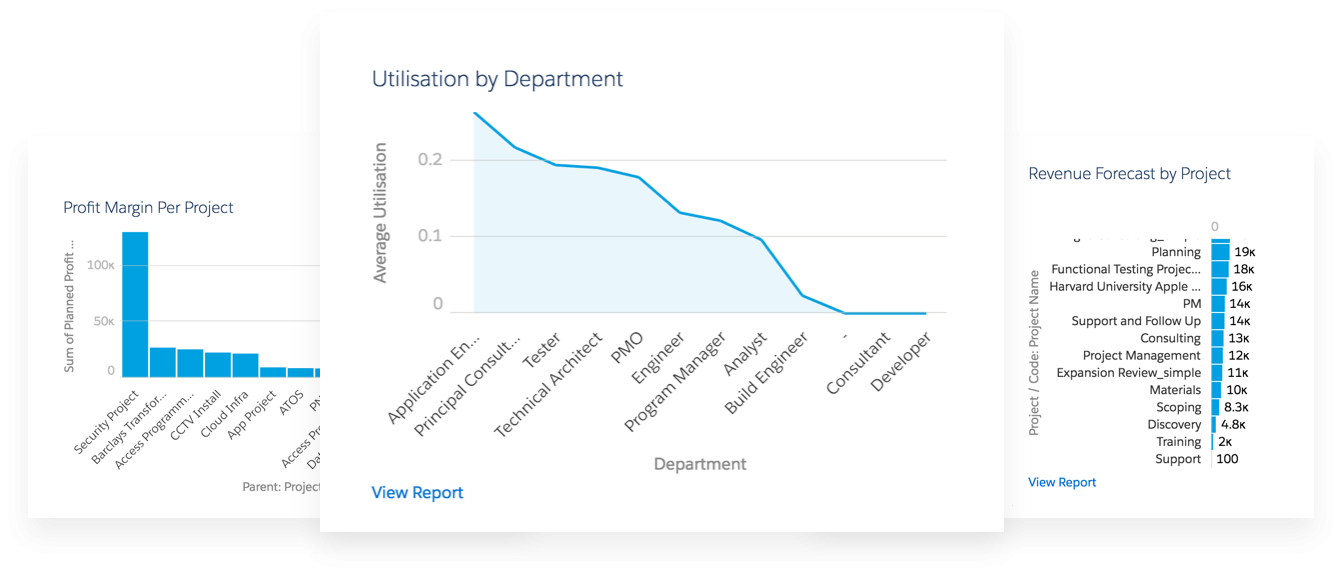 Profit Margin Per Project
Sum of Planned Profit ...
100K
50K
0
Security Project
Barclays Transfor...
Access Programm...
CCTV Install
Cloud Infra
App Project
ATOS
Parent: Project
Utilisation by Department
Average Utilisation
0.2
0.1
0
Application En...
Principal Consult...
Tester
Technical Architect
PMO
Engineer
Program Manager
Analyst
Build Engineer
-
Consultant
Developer
Department
View Report
Revenue Forecast by Project
Project / Code: Project Name
0
Planning 19K
Functional Testing Projec... 18K
Harvard University Apple ... 16K
PM 14K
Support and Follow Up 14K
Consulting 13K
Project Management 12K
Expansion Review_simple 11K
Materials 10K
Scoping 8.3K
Discovery 4.8K
Training 2K
Support 100
View Report